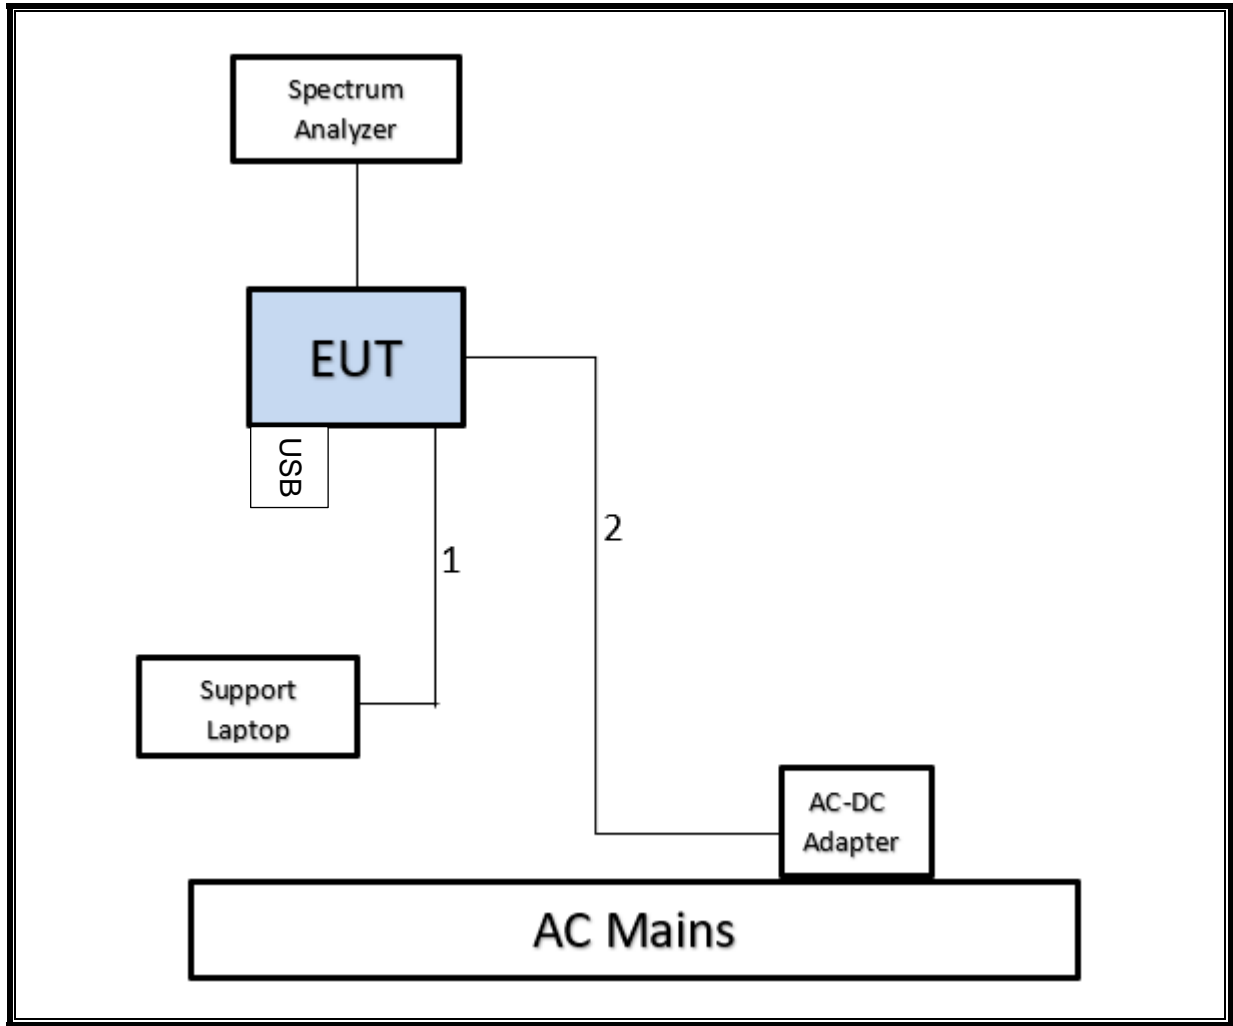 Spectrum
Analyzer
EUT
USB
2
1
Support
Laptop
AC-DC
Adapter
AC Mains